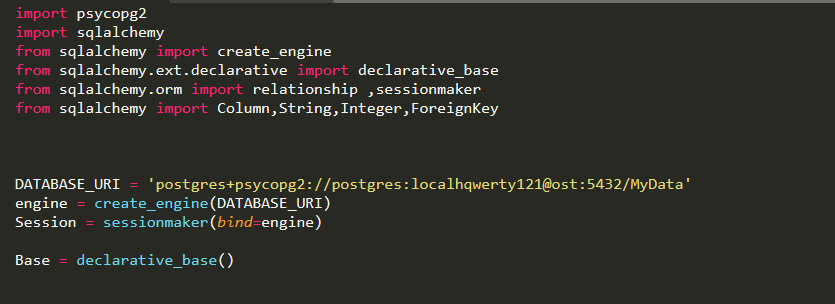 import psycopg2
import sqlalchemy
from sqlalchemy import create_engine
from sqlalchemy.ext.declarative import declarative_base
from sqlalchemy.orm import relationship ,sessionmaker
from sqlalchemy import Column,String,Integer,ForeignKey
DATABASE_URI = 'postgres+psycopg2://postgres:localhqwerty121@ost:5432/MyData'
engine = create_engine(DATABASE_URI)
Session = sessionmaker(bind=engine)
Base = declarative_base()